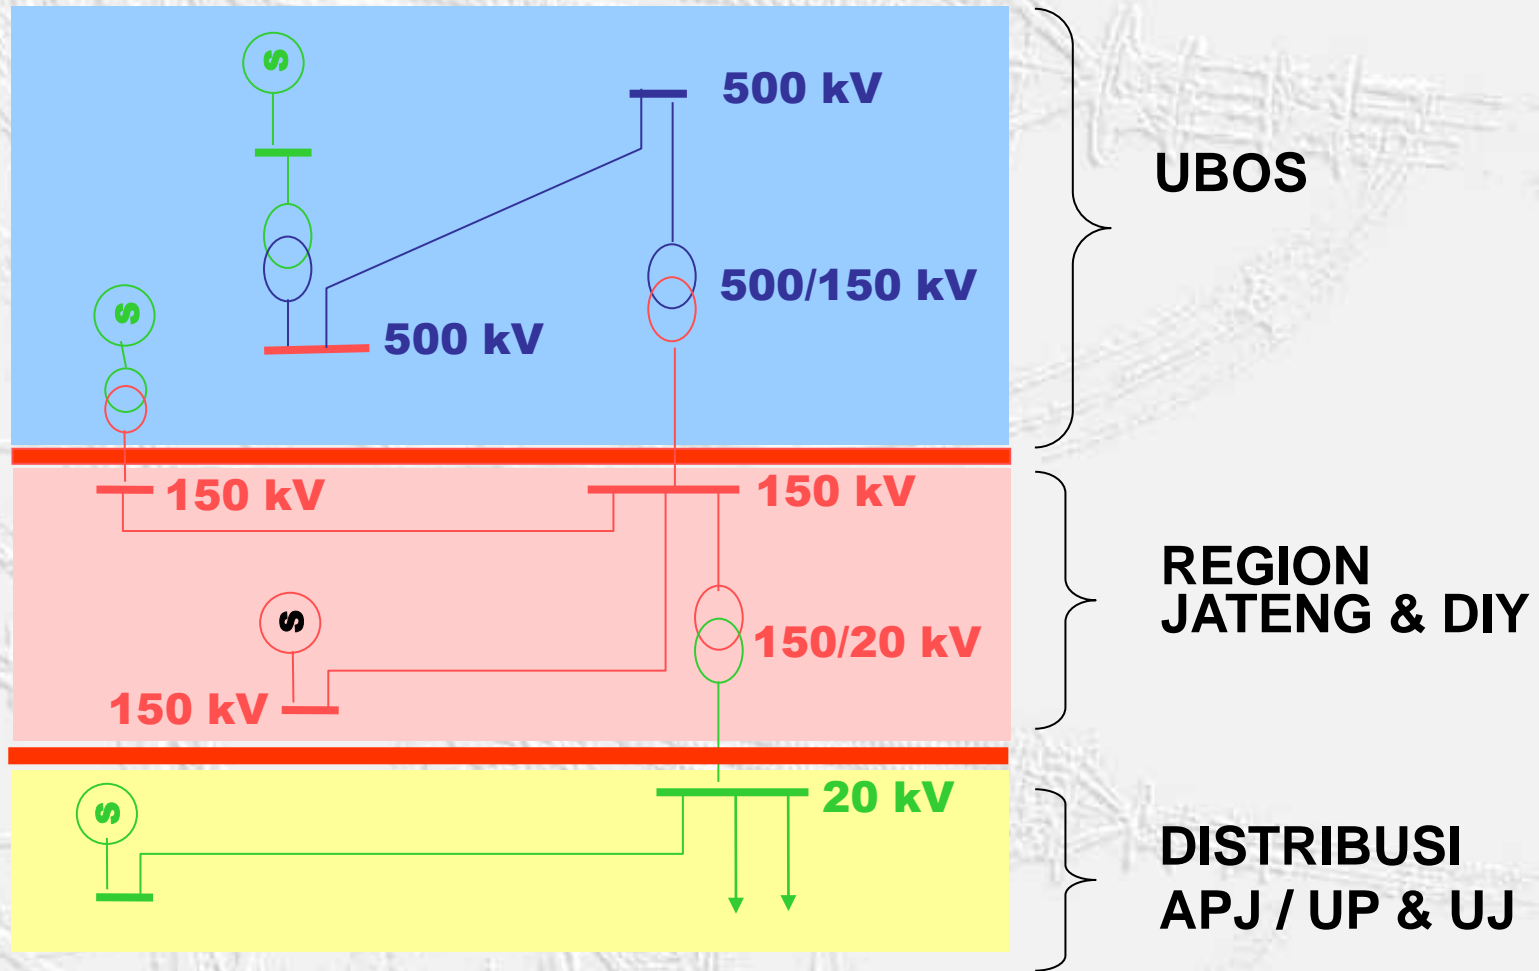 S
500 kV
UBOS
500/150 kV
S
500 kV
150 kV
150 kV
REGION
JATENG & DIY
S
150/20 kV
150 kV
20 kV
S
DISTRIBUSI
APJ / UP & UJ